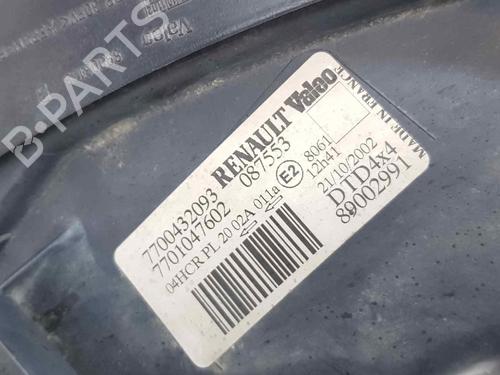 Valeo
RENAULT Valeo
7700432093 087553
7701047602
04HCR PL 20 02A 011a E2 8061
12h41
21/10/2002
DTD4x4
89002991
MADE IN FRANCE
B-PARTS